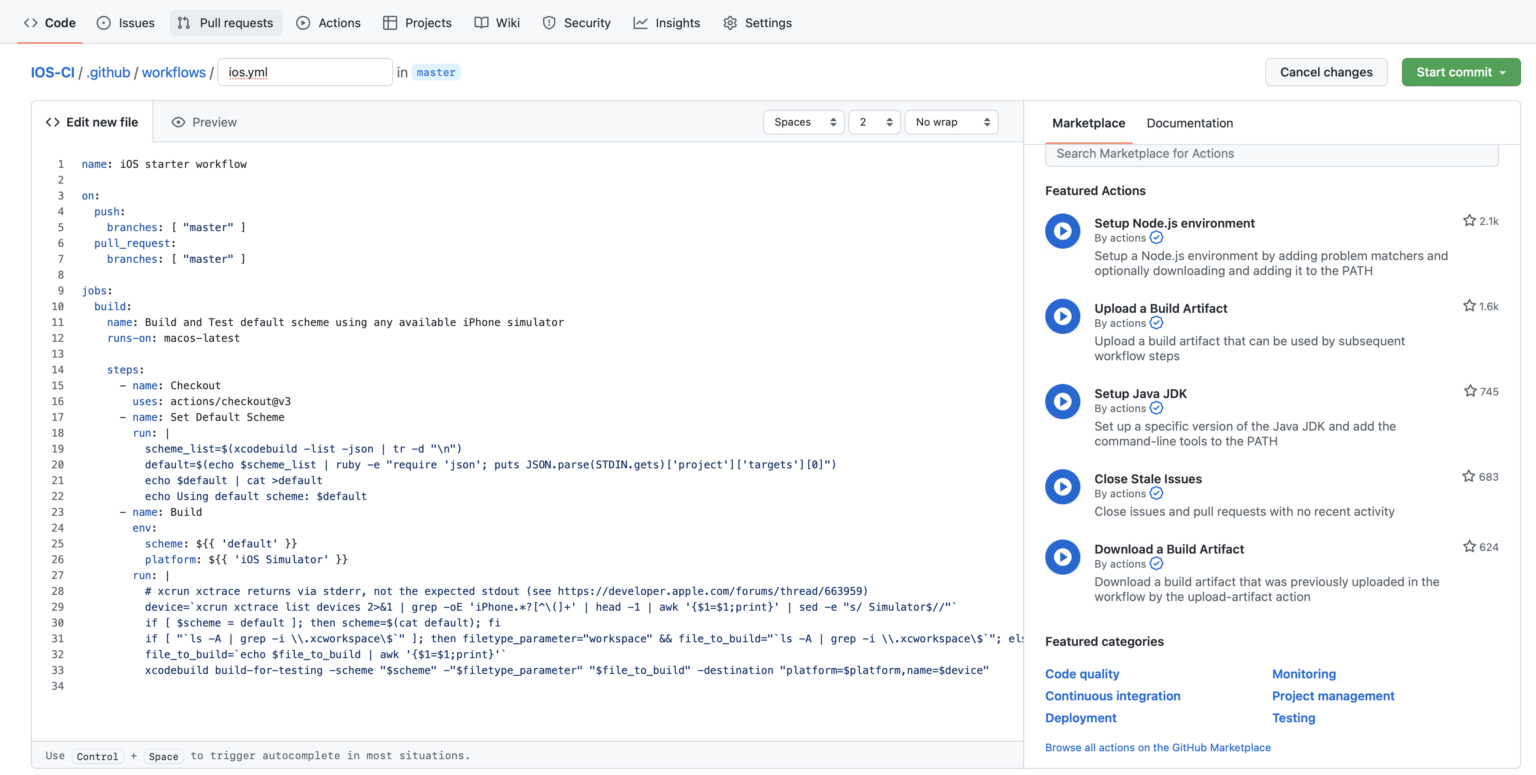 Code Issues Pull requests Actions Projects Wiki Security Insights Settings
IOS-CI / .github / workflows / ios.yml in master
Cancel changes Start commit
Edit new file Preview
Spaces 2 No wrap
1 name: iOS starter workflow
2
3 on:
4 push:
5 branches: [ "master" ]
6 pull_request:
7 branches: [ "master" ]
8
9 jobs:
10 build:
11 name: Build and Test default scheme using any available iPhone simulator
12 runs-on: macos-latest
13
14 steps:
15 - name: Checkout
16 uses: actions/checkout@v3
17 - name: Set Default Scheme
18 run: |
19 scheme_list=$(xcodebuild -list -json | tr -d "\n")
20 default=$(echo $scheme_list | ruby -e "require 'json'; puts JSON.parse(STDIN.gets)['project']['targets'][0]")
21 echo $default | cat >default
22 echo Using default scheme: $default
23 - name: Build
24 env:
25 scheme: ${{ 'default' }}
26 platform: ${{ 'iOS Simulator' }}
27 run: |
28 # xcrun xctrace returns via stderr, not the expected stdout (see https://developer.apple.com/forums/thread/663959)
29 device=`xcrun xctrace list devices 2>&1 | grep -oE 'iPhone.*?[^\(]+' | head -1 | awk '{$1=$1;print}' | sed -e "s/ Simulator$//"`
30 if [ $scheme = default ]; then scheme=$(cat default); fi
31 if [ "`ls -A | grep -i \\.xcworkspace\$`" ]; then filetype_parameter="workspace" && file_to_build="`ls -A | grep -i \\.xcworkspace\$`"; els
32 file_to_build=`echo $file_to_build | awk '{$1=$1;print}'`
33 xcodebuild build-for-testing -scheme "$scheme" -"$filetype_parameter" "$file_to_build" -destination "platform=$platform,name=$device"
34
Use Control + Space to trigger autocomplete in most situations.
Marketplace Documentation
Search Marketplace for Actions
Featured Actions
Setup Node.js environment 2.1k
By actions
Setup a Node.js environment by adding problem matchers and
optionally downloading and adding it to the PATH
Upload a Build Artifact 1.6k
By actions
Upload a build artifact that can be used by subsequent
workflow steps
Setup Java JDK 745
By actions
Set up a specific version of the Java JDK and add the
command-line tools to the PATH
Close Stale Issues 683
By actions
Close issues and pull requests with no recent activity
Download a Build Artifact 624
By actions
Download a build artifact that was previously uploaded in the
workflow by the upload-artifact action
Featured categories
Code quality Monitoring
Continuous integration Project management
Deployment Testing
Browse all actions on the GitHub Marketplace